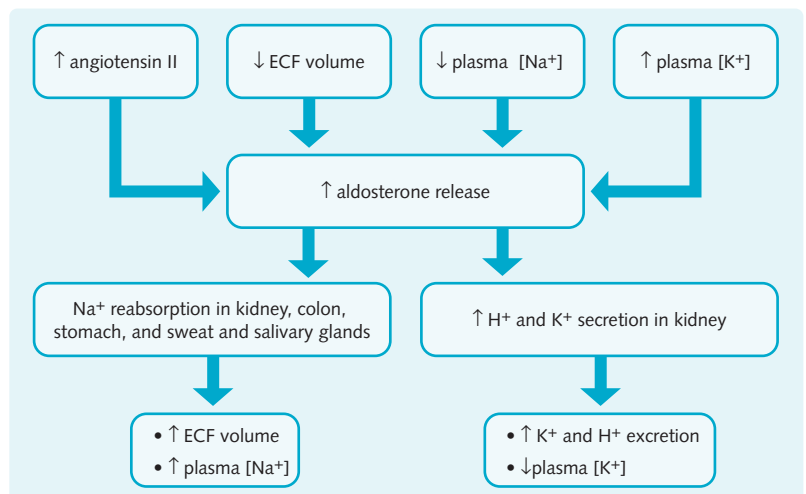 ↑ angiotensin II
↓ ECF volume
↓ plasma [Na⁺]
↑ plasma [K⁺]
↑ aldosterone release
Na⁺ reabsorption in kidney, colon,
stomach, and sweat and salivary glands
↑ H⁺ and K⁺ secretion in kidney
• ↑ ECF volume
• ↑ plasma [Na⁺]
• ↑ K⁺ and H⁺ excretion
• ↓plasma [K⁺]